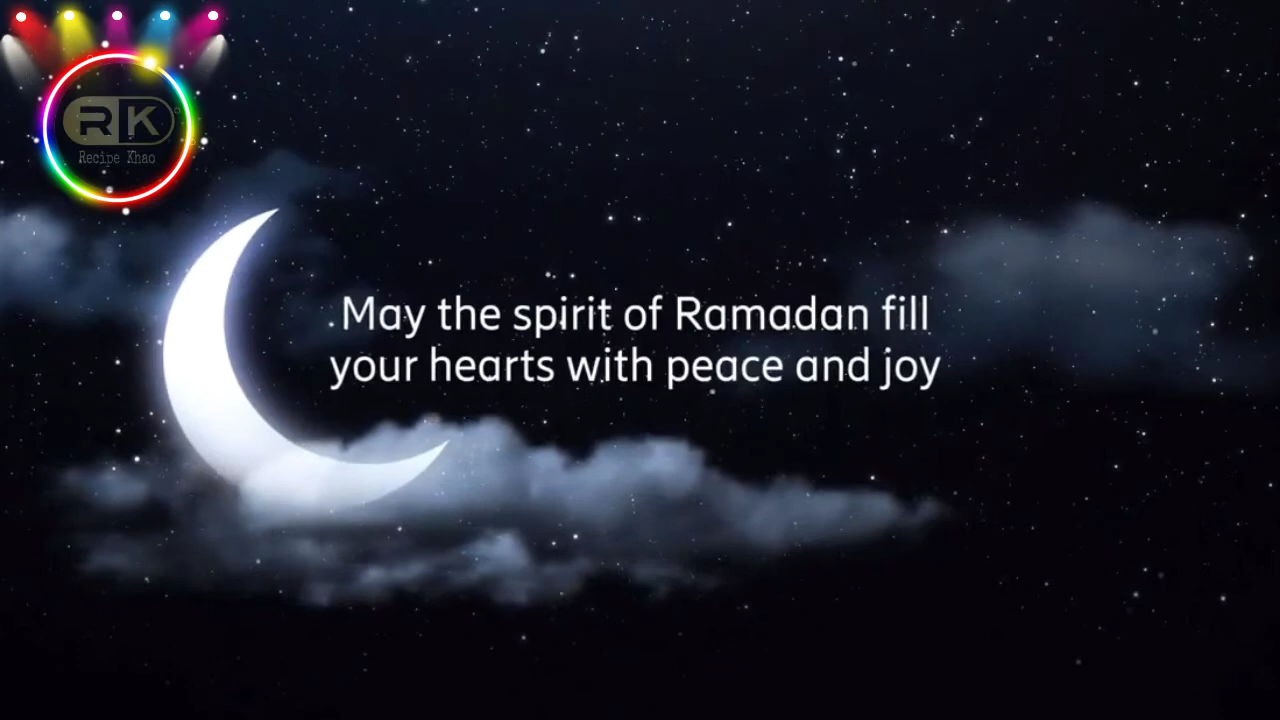 RK
Recipe Khao
May the spirit of Ramadan fill
your hearts with peace and joy